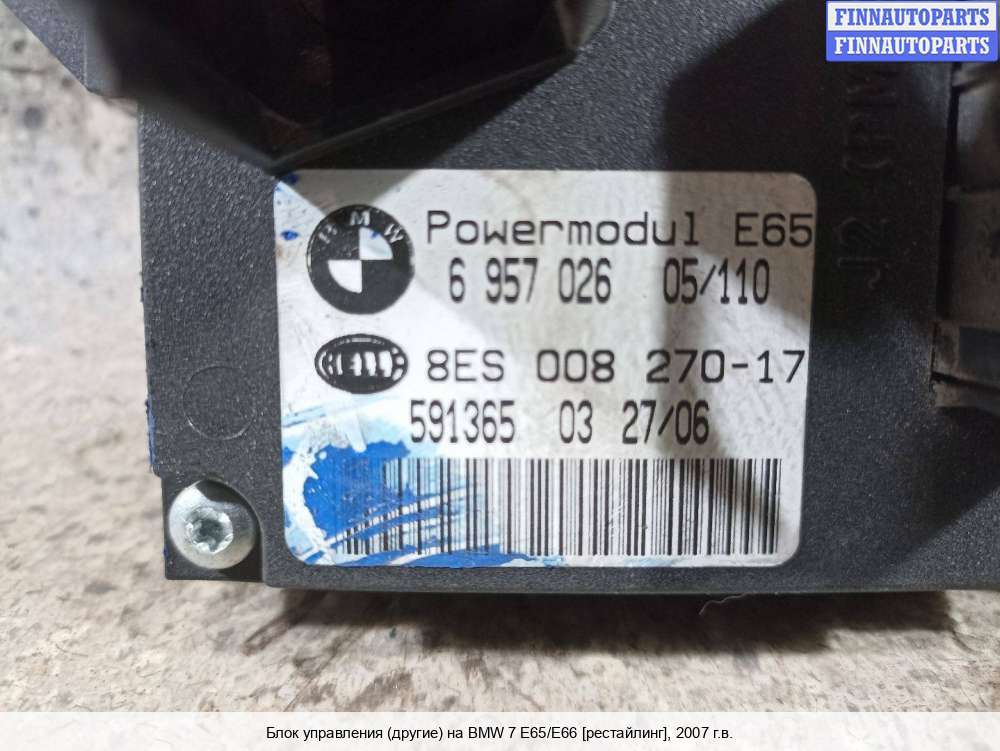 FINNAUTOPARTS
FINNAUTOPARTS
BMW
Powermodul E65
6 957 026 05/110
8ES 008 270-17
591365 03 27/06
Блок управления (другие) на BMW 7 E65/E66 [рестайлинг], 2007 г.в.